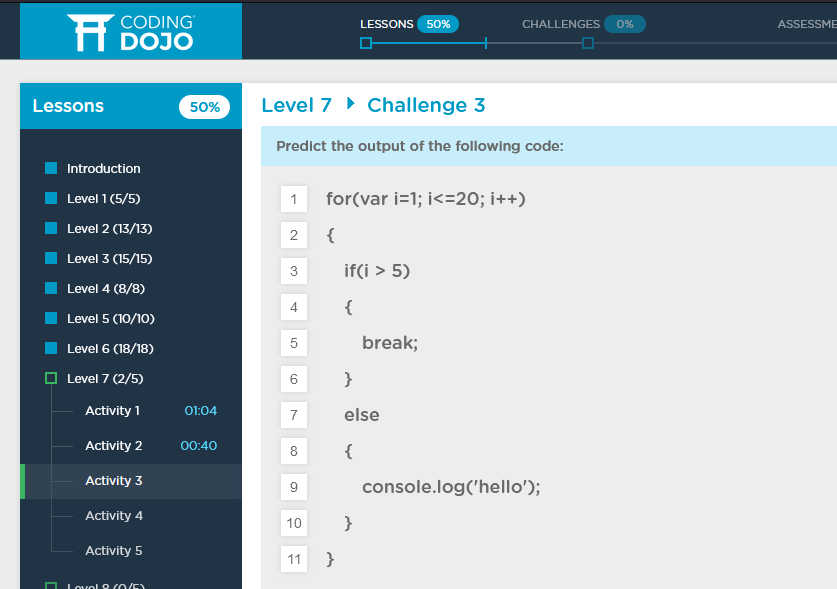 CODING
DOJO
LESSONS 50%
CHALLENGES 0%
ASSESSME
Lessons 50%
Introduction
Level 1 (5/5)
Level 2 (13/13)
Level 3 (15/15)
Level 4 (8/8)
Level 5 (10/10)
Level 6 (18/18)
Level 7 (2/5)
Activity 1 01:04
Activity 2 00:40
Activity 3
Activity 4
Activity 5
Level 8 (0/5)
Level 7 Challenge 3
Predict the output of the following code:
1 for(var i=1; i<=20; i++)
2 {
3 if(i > 5)
4 {
5 break;
6 }
7 else
8 {
9 console.log('hello');
10 }
11 }